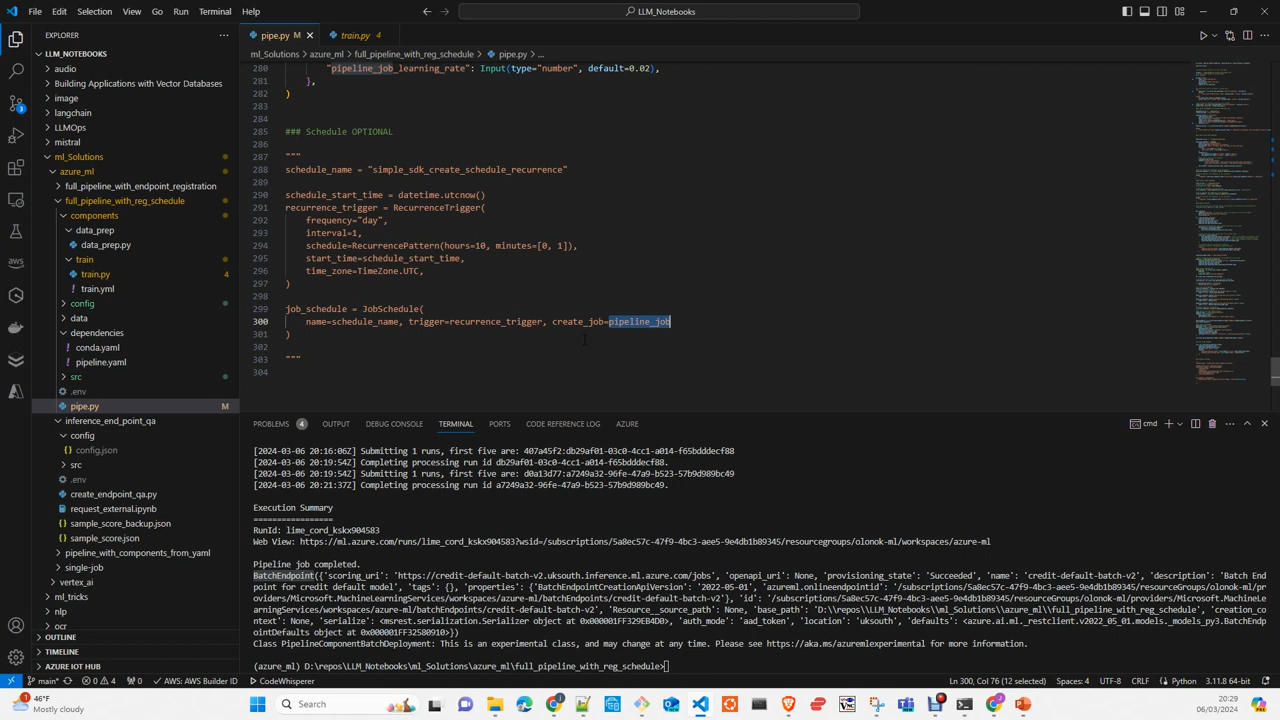 File Edit Selection View Go Run Terminal Help
LLM_Notebooks
EXPLORER
LLM_NOTEBOOKS
audio
Building Applications with Vector Databases
image
langchain
LLMOps
mistral
ml_Solutions
azure_ml
full_pipeline_with_endpoint_registration
full_pipeline_with_reg_schedule
components
data_prep
data_prep.py
train
train.py 4
train.yml
config
data
dependencies
conda.yaml
pipeline.yaml
src
.env
pipe.py M
inference_end_point_qa
config
config.json
src
.env
create_endpoint_qa.py
request_external.ipynb
sample_score_backup.json
sample_score.json
pipeline_with_components_from_yaml
single-job
vertex_ai
ml_tricks
nlp
ocr
OUTLINE
TIMELINE
AZURE IOT HUB
3
aws
pipe.py M train.py 4
ml_Solutions > azure_ml > full_pipeline_with_reg_schedule > pipe.py > ...
280 "pipeline_job_learning_rate": Input(type="number", default=0.02),
281 },
282 )
283
284
285 ### Schedule OPTIONAL
286
287 """
288 schedule_name = "simple_sdk_create_schedule_recurrence"
289
290 schedule_start_time = datetime.utcnow()
291 recurrence_trigger = RecurrenceTrigger(
292 frequency="day",
293 interval=1,
294 schedule=RecurrencePattern(hours=10, minutes=[0, 1]),
295 start_time=schedule_start_time,
296 time_zone=TimeZone.UTC,
297 )
298
299 job_schedule = JobSchedule(
300 name=schedule_name, trigger=recurrence_trigger, create_job=pipeline_job
301 )
302
303 """
304
PROBLEMS 4 OUTPUT DEBUG CONSOLE TERMINAL PORTS CODE REFERENCE LOG AZURE
cmd
[2024-03-06 20:16:06Z] Submitting 1 runs, first five are: 407a45f2:db29af01-03c0-4cc1-a014-f65bdddecf88
[2024-03-06 20:19:54Z] Completing processing run id db29af01-03c0-4cc1-a014-f65bdddecf88.
[2024-03-06 20:19:54Z] Submitting 1 runs, first five are: d0a13d77:a7249a32-96fe-47a9-b523-57b9d989bc49
[2024-03-06 20:21:37Z] Completing processing run id a7249a32-96fe-47a9-b523-57b9d989bc49.
Execution Summary
=================
RunId: lime_cord_kskx904583
Web View: https://ml.azure.com/runs/lime_cord_kskx904583?wsid=/subscriptions/5a8ec57c-47f9-4bc3-aee5-9e4db1b89345/resourcegroups/olonok-ml/workspaces/azure-ml
Pipeline job completed.
BatchEndpoint({'scoring_uri': 'https://credit-default-batch-v2.uksouth.inference.ml.azure.com/jobs', 'openapi_uri': None, 'provisioning_state': 'Succeeded', 'name': 'credit-default-batch-v2', 'description': 'Batch End
point for credit default model', 'tags': {}, 'properties': {'BatchEndpointCreationApiVersion': '2022-05-01', 'azureml.onlineendpointid': '/subscriptions/5a8ec57c-47f9-4bc3-aee5-9e4db1b89345/resourceGroups/olonok-ml/pro
viders/Microsoft.MachineLearningServices/workspaces/azure-ml/batchEndpoints/credit-default-batch-v2'}, 'id': '/subscriptions/5a8ec57c-47f9-4bc3-aee5-9e4db1b89345/resourceGroups/olonok-ml/providers/Microsoft.MachineLe
arningServices/workspaces/azure-ml/batchEndpoints/credit-default-batch-v2', 'Resource__source_path': None, 'base_path': 'D:\\repos\\LLM_Notebooks\\ml_Solutions\\azure_ml\\full_pipeline_with_reg_schedule', 'creation_con
text': None, 'serialize': <msrest.serialization.Serializer object at 0x000001FF329EB4D0>, 'auth_mode': 'aad_token', 'location': 'uksouth', 'defaults': <azure.ai.ml._restclient.v2022_05_01.models._models_py3.BatchEndpo
intDefaults object at 0x000001FF32580910>})
Class PipelineComponentBatchDeployment: This is an experimental class, and may change at any time. Please see https://aka.ms/azuremlexperimental for more information.
(azure_ml) D:\repos\LLM_Notebooks\ml_Solutions\azure_ml\full_pipeline_with_reg_schedule>
main* 0 4 0 AWS: AWS Builder ID CodeWhisperer
Ln 300, Col 76 (12 selected) Spaces: 4 UTF-8 CRLF Python 3.11.8 64-bit
46°F
Mostly cloudy
Search
20:29
06/03/2024